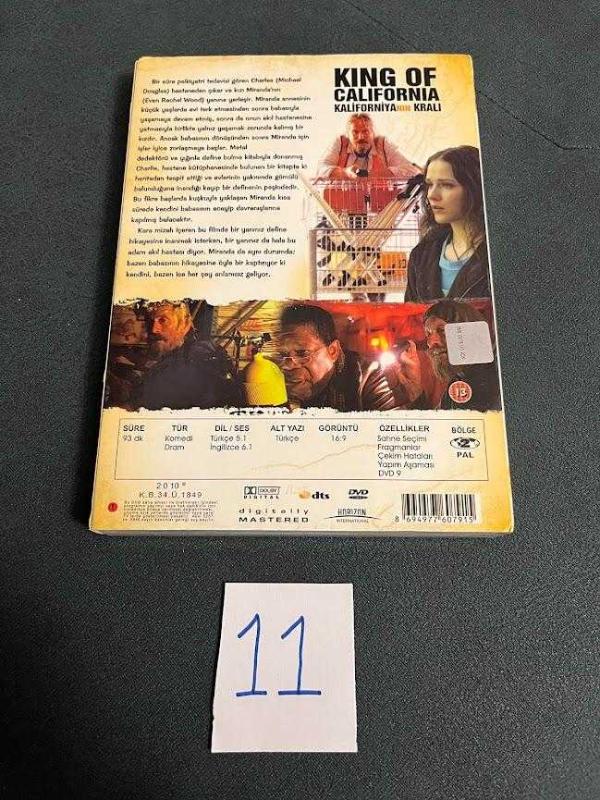 Bir süre psikiyatri tedavisi gören Charles (Michael
Douglas) hastaneden çıkar ve kızı Miranda'nın
(Evan Rachel Wood) yanına yerleşir. Miranda annesinin
küçük yaşlarda evi terk etmesinden sonra babasıyla
yaşamaya devam etmiş, sonra da onun akıl hastanesine
yatmasıyla birlikte yalnız yaşamak zorunda kalmış bir
kızdır. Ancak babasının dönüşünden sonra Miranda için
işler iyice zorlaşmaya başlar. Metal
dedektörü ve yığınla define bulma kitabıyla donanmış
Charlie, hastane kütüphanesinde bulunan bir kitapta ki
haritadan tespit ettiği ve evlerinin yakınında gömülü
bulunduğuna inandığı kayıp bir definenin peşindedir.
Bu fikre başlarda kuşkuyla yaklaşan Miranda kısa
sürede kendini babasının acayip davranışlarına
kapılmış bulacaktır.
Kara mizah içeren bu filmde bir yanınız define
hikayesine inanmak isterken, bir yanınız da hala bu
adam akıl hastası diyor. Miranda da aynı durumda;
bazen babasının hikayesine öyle bir kaptırıyor ki
kendini, bazen ise her şey anlamsız geliyor.
KING OF
CALIFORNIA
KALİFORNİYA'NIN KRALI
13
SÜRE TÜR DİL / SES ALT YAZI GÖRÜNTÜ ÖZELLİKLER BÖLGE
93 dk Komedi Türkçe 5.1 Türkçe 16:9 Sahne Seçimi 2
Dram İngilizce 6.1 Fragmanlar PAL
Çekim Hataları
Yapım Aşaması
DVD 9
2010
K.B.34.Ü.1849
DOLBY
DIGITAL
dts
DVD
digitally
MASTERED
HORIZON
INTERNATIONAL
8 694977 607915
11